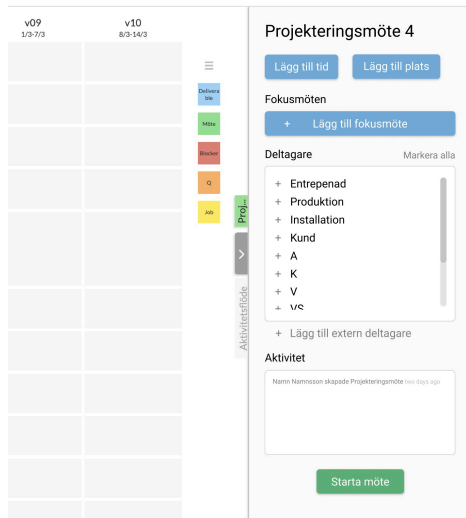 v09
1/3-7/3
v10
8/3-14/3
Delivera
ble
Möte
Blocker
Q
Job
Proj...
Aktivitetsflöde
Projekteringsmöte 4
Lägg till tid
Lägg till plats
Fokusmöten
+ Lägg till fokusmöte
Deltagare
Markera alla
+ Entrepenad
+ Produktion
+ Installation
+ Kund
+ A
+ K
+ V
+ VS
+ Lägg till extern deltagare
Aktivitet
Namn Namnsson skapade Projekteringsmöte two days ago
Starta möte